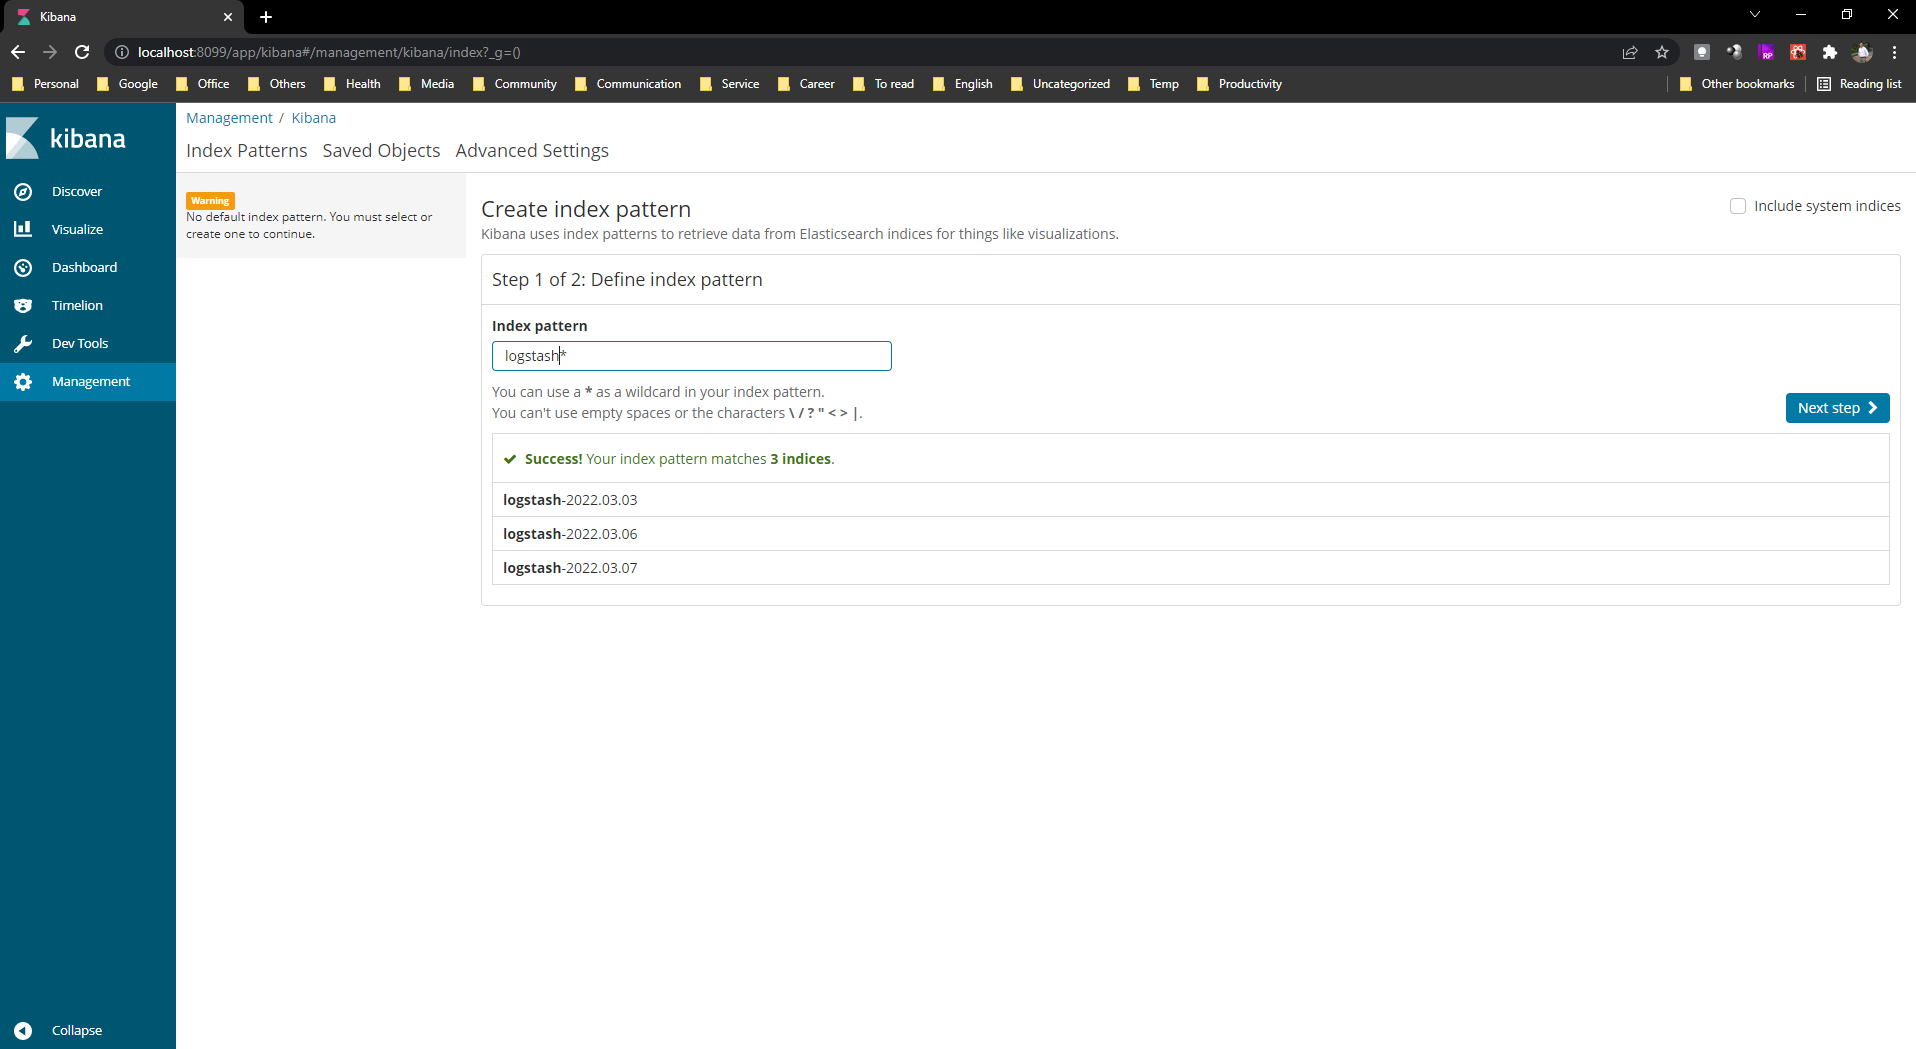 Kibana
localhost:8099/app/kibana#/management/kibana/index?_g=()
Personal Google Office Others Health Media Community Communication Service Career To read English Uncategorized Temp Productivity Other bookmarks Reading list
kibana
Discover
Visualize
Dashboard
Timelion
Dev Tools
Management
Collapse
Management / Kibana
Index Patterns Saved Objects Advanced Settings
Warning
No default index pattern. You must select or
create one to continue.
Create index pattern
Include system indices
Kibana uses index patterns to retrieve data from Elasticsearch indices for things like visualizations.
Step 1 of 2: Define index pattern
Index pattern
logstash*
You can use a * as a wildcard in your index pattern.
You can't use empty spaces or the characters \ / ? " < > |.
Next step
Success! Your index pattern matches 3 indices.
logstash-2022.03.03
logstash-2022.03.06
logstash-2022.03.07